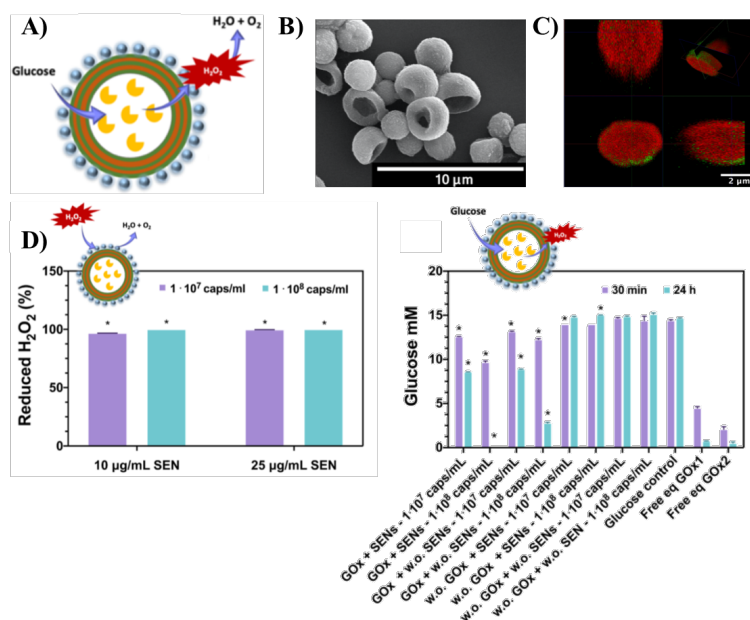 A)
H₂O + O₂
Glucose
H₂O₂
B)
10 µm
C)
2 µm
D)
H₂O₂
H₂O + O₂
150
100
50
0
Reduced H₂O₂ (%)
1 ·10⁷ caps/ml
1 ·10⁸ caps/ml
* * * *
10 µg/mL SEN
25 µg/mL SEN
Glucose
H₂O₂
20
15
10
5
0
Glucose mM
30 min
24 h
* * * * * * * * * *
GOx + SENs - 1·10⁷ caps/mL
GOx + SENs - 1·10⁸ caps/mL
GOx + w.o. SENs - 1·10⁷ caps/mL
GOx + w.o. SENs - 1·10⁸ caps/mL
w.o. GOx + SENs - 1·10⁷ caps/mL
w.o. GOx + SENs - 1·10⁸ caps/mL
w.o. GOx + w.o. SENs - 1·10⁷ caps/mL
w.o. GOx + w.o. SEN - 1·10⁸ caps/mL
Glucose control
Free eq GOx1
Free eq GOx2